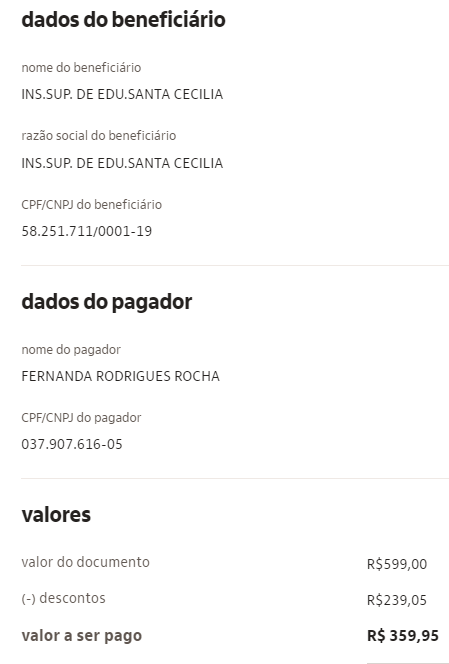 dados do beneficiário
nome do beneficiário
INS.SUP. DE EDU.SANTA CECILIA
razão social do beneficiário
INS.SUP. DE EDU.SANTA CECILIA
CPF/CNPJ do beneficiário
58.251.711/0001-19
dados do pagador
nome do pagador
FERNANDA RODRIGUES ROCHA
CPF/CNPJ do pagador
037.907.616-05
valores
valor do documento R$599,00
(-) descontos R$239,05
valor a ser pago R$ 359,95